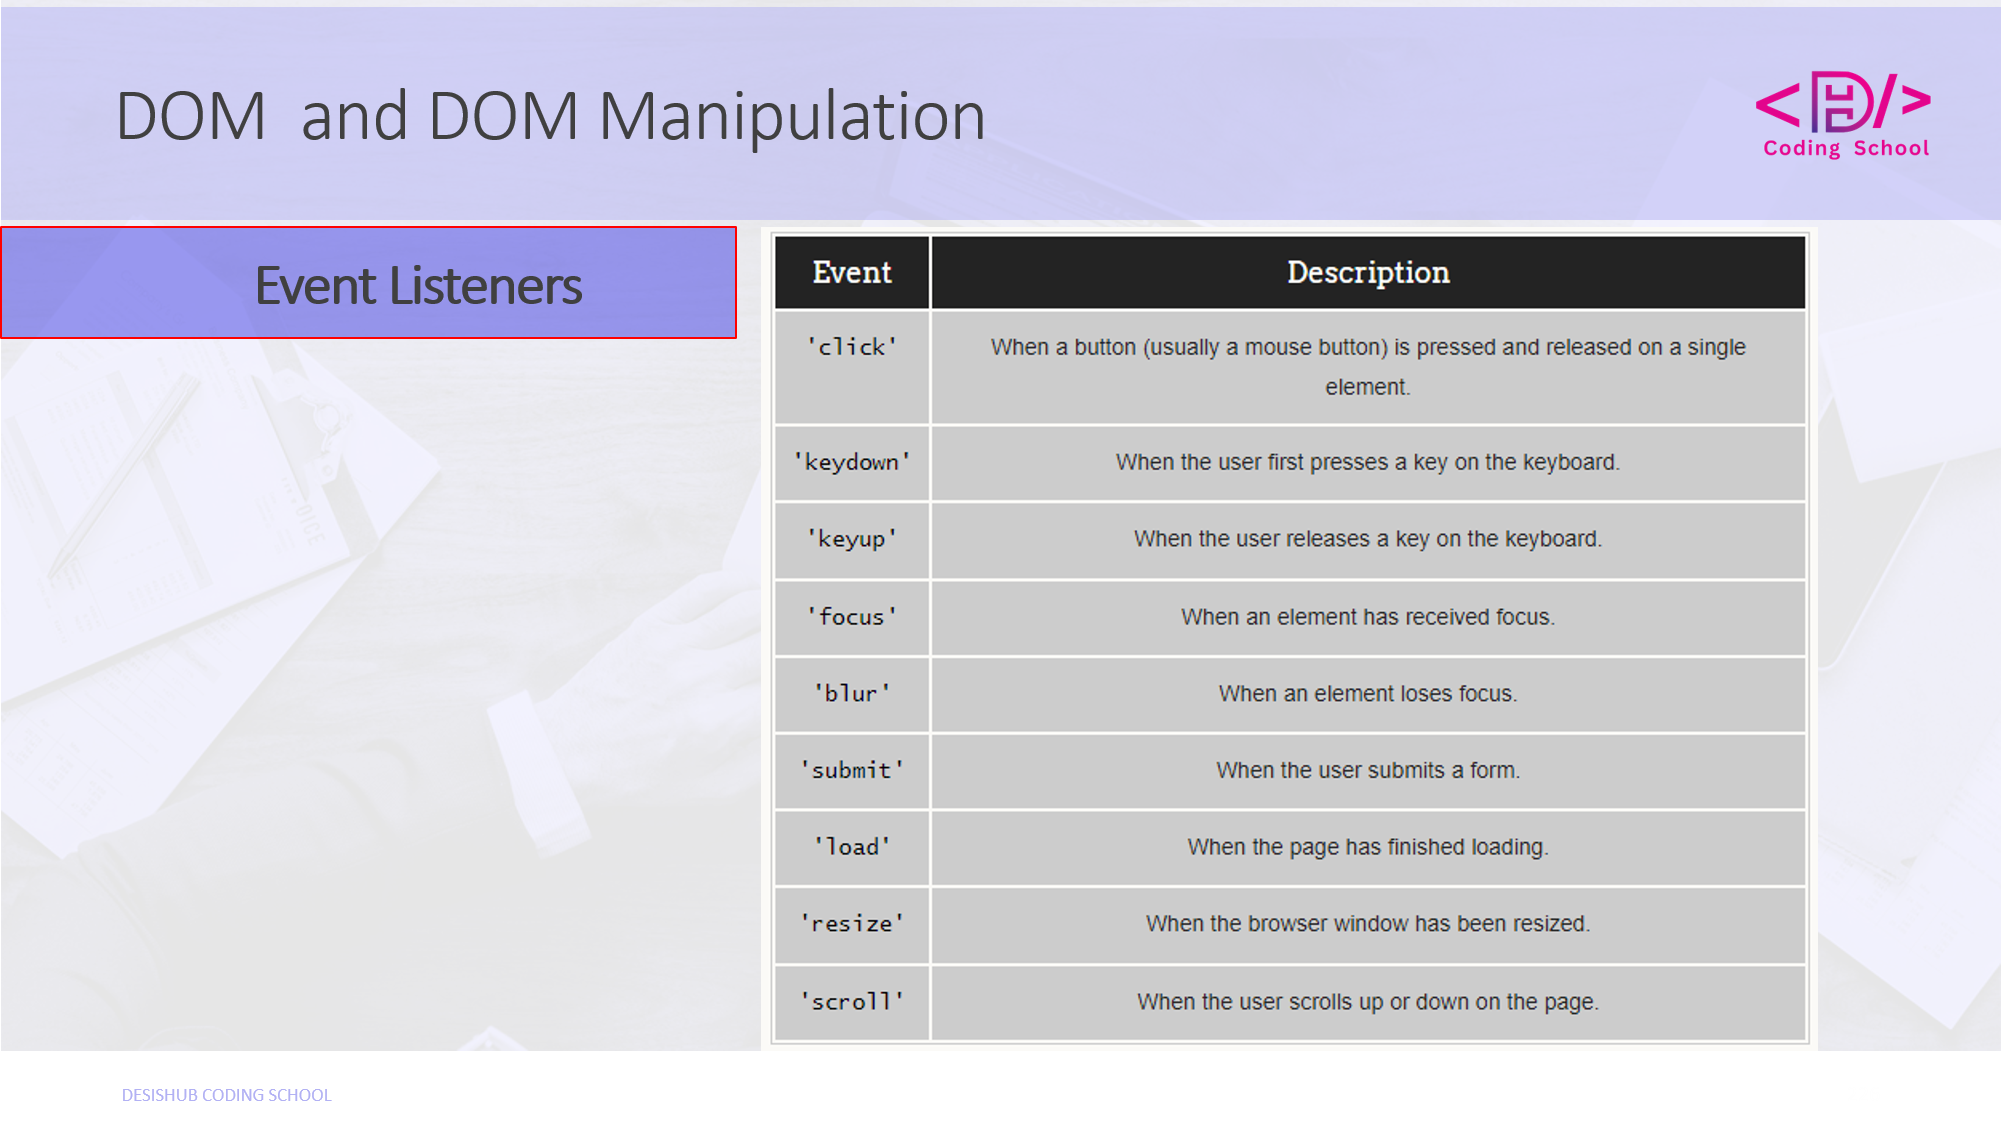 DOM and DOM Manipulation
<DH/>
Coding School
Event Listeners
Event Description
'click' When a button (usually a mouse button) is pressed and released on a single
element.
'keydown' When the user first presses a key on the keyboard.
'keyup' When the user releases a key on the keyboard.
'focus' When an element has received focus.
'blur' When an element loses focus.
'submit' When the user submits a form.
'load' When the page has finished loading.
'resize' When the browser window has been resized.
'scroll' When the user scrolls up or down on the page.
DESISHUB CODING SCHOOL